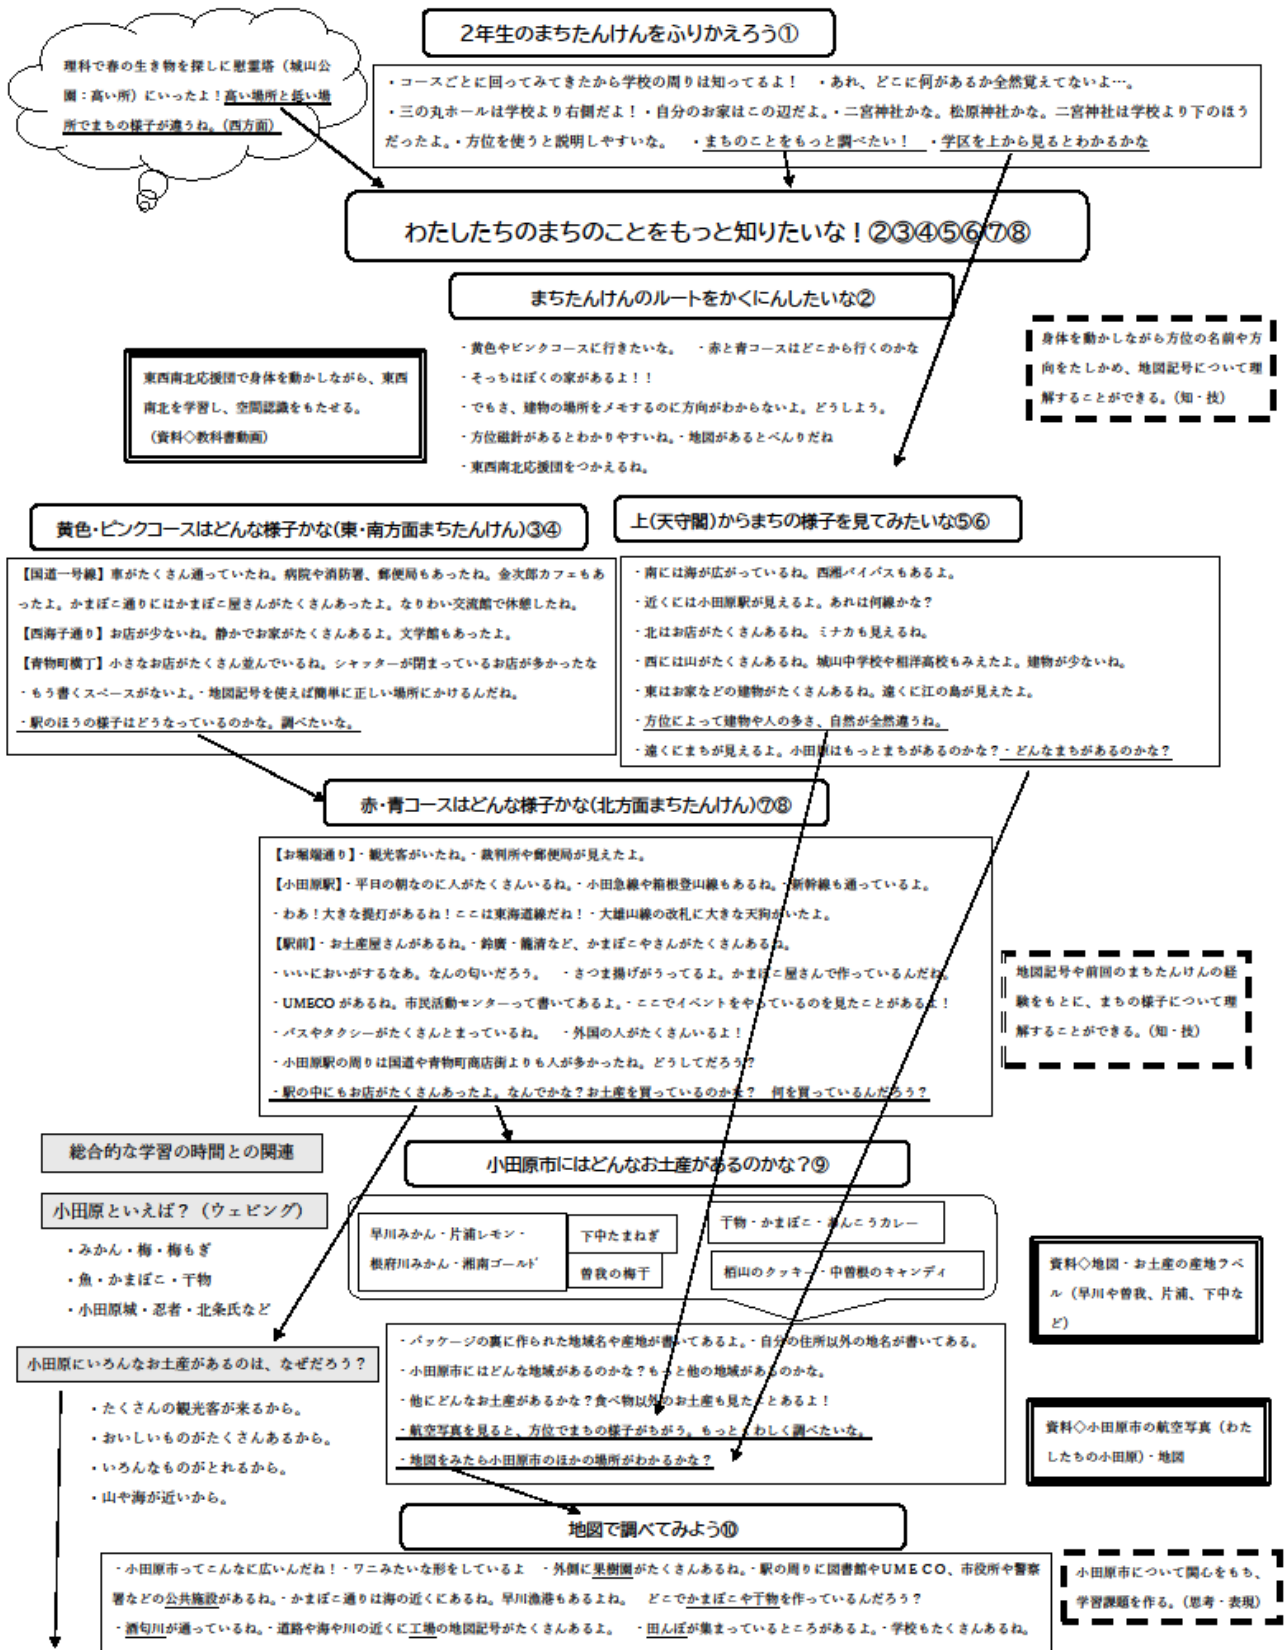 2年生のまちたんけんをふりかえろう①
理科で春の生き物を探しに慰霊塔（城山公
園：高い所）にいったよ！高い場所と低い場
所でまちの様子が違うね。(西方面)
・コースごとに回ってみてきたから学校の周りは知ってるよ！　・あれ、どこに何があるか全然覚えてないよ…。
・三の丸ホールは学校より右側だよ！・自分のお家はこの辺だよ。・二宮神社かな。松原神社かな。二宮神社は学校より下のほう
だったよ。・方位を使うと説明しやすいな。　・まちのことをもっと調べたい！　・学区を上から見るとわかるかな
わたしたちのまちのことをもっと知りたいな！②③④⑤⑥⑦⑧
まちたんけんのルートをかくにんしたいな②
・黄色やピンクコースに行きたいな。　・赤と青コースはどこから行くのかな
・そっちはぼくの家があるよ！！
・でもさ、建物の場所をメモするのに方向がわからないよ。どうしよう。
・方位磁針があるとわかりやすいね。・地図があるとべんりだね
・東西南北応援団をつかえるね。
東西南北応援団で身体を動かしながら、東西
南北を学習し、空間認識をもたせる。
（資料◇教科書動画）
身体を動かしながら方位の名前や方
向をたしかめ、地図記号について理
解することができる。(知・技)
黄色・ピンクコースはどんな様子かな(東・南方面まちたんけん)③④
【国道一号線】車がたくさん通っていたね。病院や消防署、郵便局もあったね。金次郎カフェもあ
ったよ。かまぼこ通りにはかまぼこ屋さんがたくさんあったよ。なりわい交流館で休憩したね。
【西海子通り】お店が少ないね。静かでお家がたくさんあるよ。文学館もあったよ。
【青物町横丁】小さなお店がたくさん並んでいるね。シャッターが閉まっているお店が多かったな
・もう書くスペースがないよ。・地図記号を使えば簡単に正しい場所にかけるんだね。
・駅のほうの様子はどうなっているのかな。調べたいな。
上(天守閣)からまちの様子を見てみたいな⑤⑥
・南には海が広がっているね。西湘バイパスもあるよ。
・近くには小田原駅が見えるよ。あれは何線かな？
・北はお店がたくさんあるね。ミナカも見えるね。
・西には山がたくさんあるね。城山中学校や相洋高校もみえたよ。建物が少ないね。
・東はお家などの建物がたくさんあるね。遠くに江の島が見えたよ。
・方位によって建物や人の多さ、自然が全然違うね。
・遠くにまちが見えるよ。小田原はもっとまちがあるのかな？・どんなまちがあるのかな？
赤・青コースはどんな様子かな(北方面まちたんけん)⑦⑧
【お堀端通り】・観光客がいたね。・裁判所や郵便局が見えたよ。
【小田原駅】・平日の朝なのに人がたくさんいるね。・小田急線や箱根登山線もあるね。・新幹線も通っているよ。
・わあ！大きな提灯があるね！ここは東海道線だね！・大雄山線の改札に大きな天狗がいたよ。
【駅前】・お土産屋さんがあるね。・鈴廣・籠清など、かまぼこやさんがたくさんあるね。
・いいにおいがするなあ。なんの匂いだろう。　・さつま揚げがうってるよ。かまぼこ屋さんで作っているんだね。
・UMECOがあるね。市民活動センターって書いてあるよ。・ここでイベントをやっているのを見たことがあるよ！
・バスやタクシーがたくさんとまっているね。　・外国の人がたくさんいるよ！
・小田原駅の周りは国道や青物町商店街よりも人が多かったね。どうしてだろう？
・駅の中にもお店がたくさんあったよ。なんでかな？お土産を買っているのかな？　何を買っているんだろう？
地図記号や前回のまちたんけんの経
験をもとに、まちの様子について理
解することができる。(知・技)
総合的な学習の時間との関連
小田原といえば？（ウェビング）
・みかん・梅・梅もぎ
・魚・かまぼこ・干物
・小田原城・忍者・北条氏など
小田原にいろんなお土産があるのは、なぜだろう？
・たくさんの観光客が来るから。
・おいしいものがたくさんあるから。
・いろんなものがとれるから。
・山や海が近いから。
小田原市にはどんなお土産があるのかな？⑨
早川みかん・片浦レモン・
根府川みかん・湘南ゴールド
下中たまねぎ
曽我の梅干
干物・かまぼこ・あんこうカレー
栢山のクッキー・中曽根のキャンディ
・パッケージの裏に作られた地域名や産地が書いてあるよ。・自分の住所以外の地名が書いてある。
・小田原市にはどんな地域があるのかな？もっと他の地域があるのかな。
・他にどんなお土産があるかな？食べ物以外のお土産も見たことあるよ！
・航空写真を見ると、方位でまちの様子がちがう。もっとくわしく調べたいな。
・地図をみたら小田原市のほかの場所がわかるかな？
資料◇地図・お土産の産地ラベ
ル（早川や曽我、片浦、下中な
ど）
資料◇小田原市の航空写真（わた
したちの小田原）・地図
地図で調べてみよう⑩
・小田原市ってこんなに広いんだね！・ワニみたいな形をしているよ　・外側に果樹園がたくさんあるね。・駅の周りに図書館やUMECO、市役所や警察
署などの公共施設があるね。・かまぼこ通りは海の近くにあるね。早川漁港もあるよね。　どこでかまぼこや干物を作っているんだろう？
・酒匂川が通っているね。・道路や海や川の近くに工場の地図記号がたくさんあるよ。　・田んぼが集まっているところがあるよ。・学校もたくさんあるね。
小田原市について関心をもち、
学習課題を作る。(思考・表現)